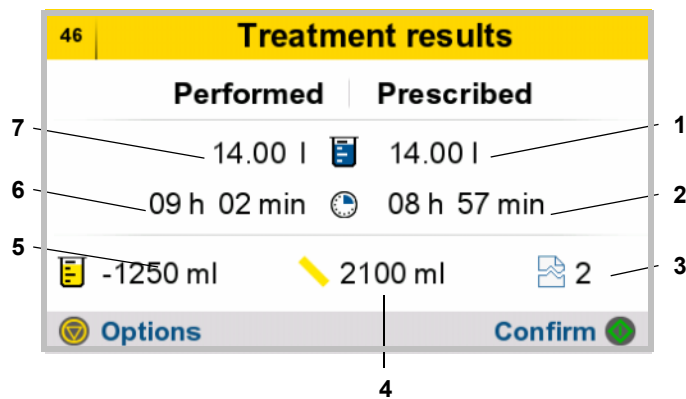 46 Treatment results
Performed Prescribed
7 14.00 l 14.00 l 1
6 09 h 02 min 08 h 57 min 2
5 -1250 ml 2100 ml 2 3
Options Confirm
4